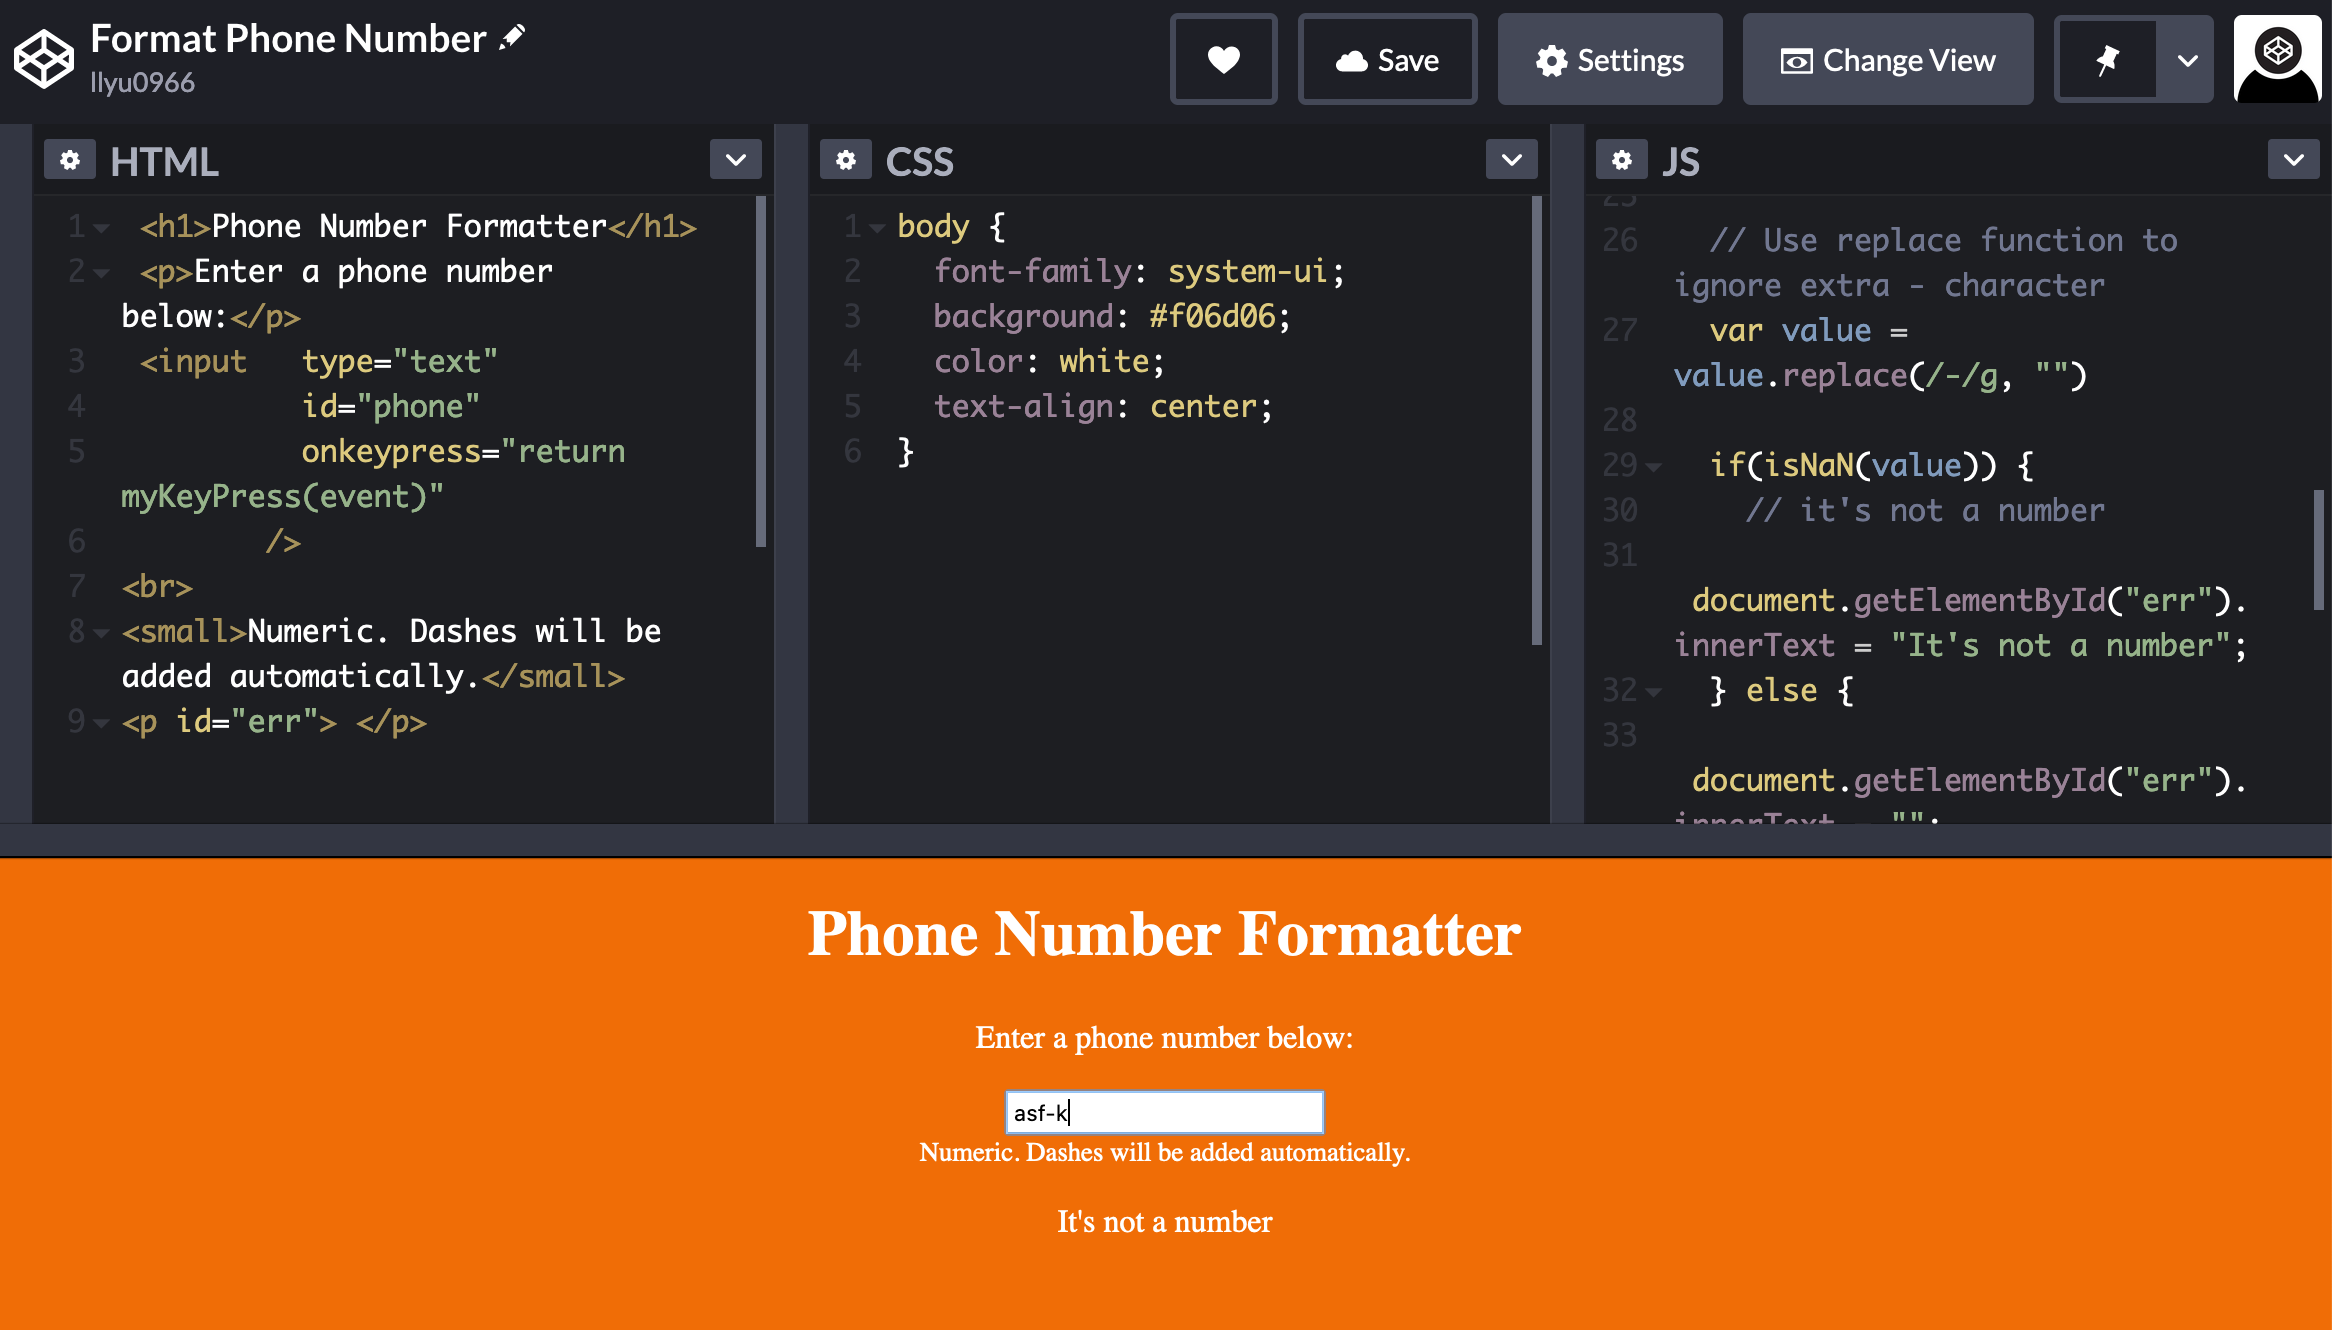 Format Phone Number
llyu0966
Save
Settings
Change View
HTML
1 <h1>Phone Number Formatter</h1>
2 <p>Enter a phone number
below:</p>
3 <input type="text"
4 id="phone"
5 onkeypress="return
myKeyPress(event)"
6 />
7 <br>
8 <small>Numeric. Dashes will be
added automatically.</small>
9 <p id="err"> </p>
CSS
1 body {
2 font-family: system-ui;
3 background: #f06d06;
4 color: white;
5 text-align: center;
6 }
JS
25
26 // Use replace function to
ignore extra - character
27 var value =
value.replace(/-/g, "")
28
29 if(isNaN(value)) {
30 // it's not a number
31
document.getElementById("err").
innerText = "It's not a number";
32 } else {
33
document.getElementById("err").
innerText = "";
Phone Number Formatter
Enter a phone number below:
asf-k
Numeric. Dashes will be added automatically.
It's not a number